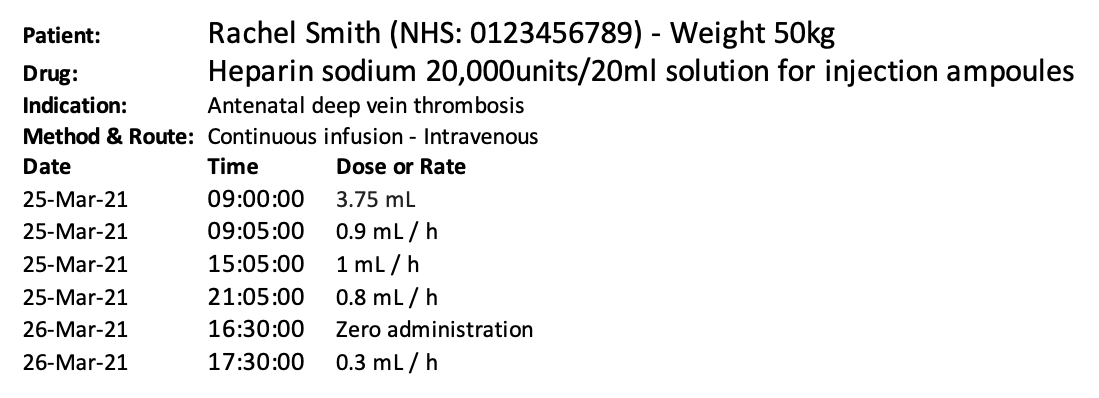 Patient: Rachel Smith (NHS: 0123456789) - Weight 50kg
Drug: Heparin sodium 20,000units/20ml solution for injection ampoules
Indication: Antenatal deep vein thrombosis
Method & Route: Continuous infusion - Intravenous
Date Time Dose or Rate
25-Mar-21 09:00:00 3.75 mL
25-Mar-21 09:05:00 0.9 mL / h
25-Mar-21 15:05:00 1 mL / h
25-Mar-21 21:05:00 0.8 mL / h
26-Mar-21 16:30:00 Zero administration
26-Mar-21 17:30:00 0.3 mL / h